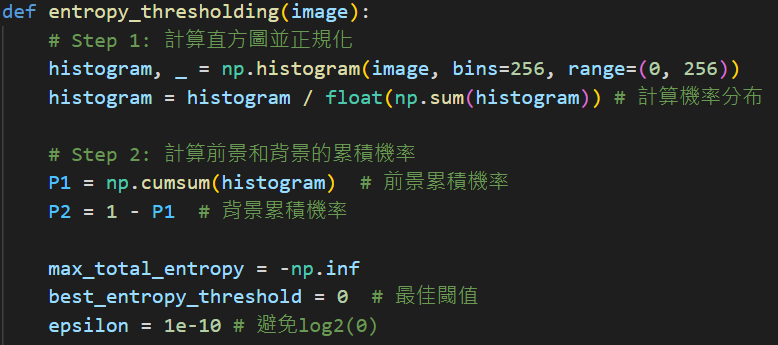 def entropy_thresholding(image):
# Step 1: 計算直方圖並正規化
histogram, _ = np.histogram(image, bins=256, range=(0, 256))
histogram = histogram / float(np.sum(histogram)) # 計算機率分布
# Step 2: 計算前景和背景的累積機率
P1 = np.cumsum(histogram)  # 前景累積機率
P2 = 1 - P1  # 背景累積機率
max_total_entropy = -np.inf
best_entropy_threshold = 0  # 最佳閾值
epsilon = 1e-10 # 避免log2(0)